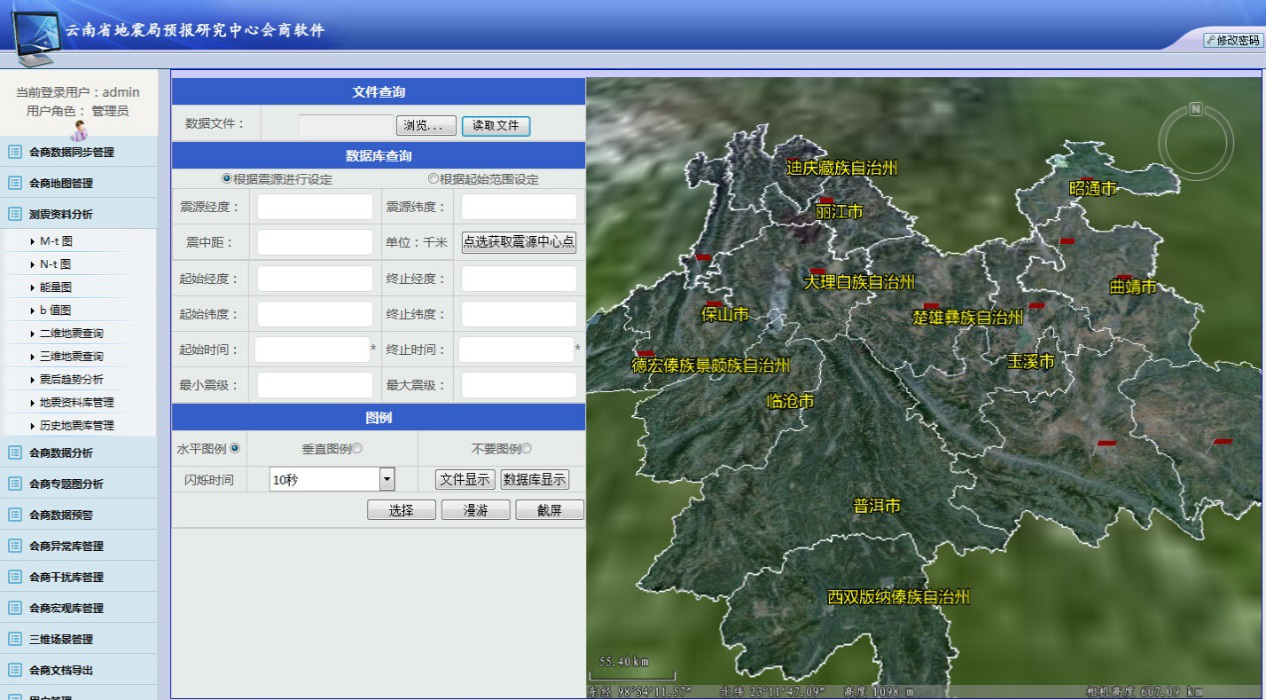 云南省地震局预报研究中心会商软件
修改密码
当前登录用户：admin
用户角色： 管理员
会商数据同步管理
会商地图管理
测震资料分析
M-t 图
N-t 图
能量图
b 值图
二维地震查询
三维地震查询
震后趋势分析
地震资料库管理
历史地震库管理
会商数据分析
会商专题图分析
会商数据预警
会商异常库管理
会商干扰库管理
会商宏观库管理
三维场景管理
会商文档导出
用户管理
文件查询
数据文件： 浏览... 读取文件
数据库查询
根据震源进行设定 根据起始范围设定
震源经度： 震源纬度：
震中距： 单位：千米 点选获取震源中心点
起始经度： 终止经度：
起始纬度： 终止纬度：
起始时间： * 终止时间： *
最小震级： 最大震级：
图例
水平图例 垂直图例 不要图例
闪烁时间 10秒 文件显示 数据库显示
选择 漫游 截屏
N
迪庆藏族自治州
昭通市
丽江市
大理白族自治州
曲靖市
保山市
楚雄彝族自治州
德宏傣族景颇族自治州
玉溪市
临沧市
普洱市
西双版纳傣族自治州
55.40 km
东经 98°54'11.57" 北纬 23°11'47.09" 高度 1098 m 相机高度 607.09 km